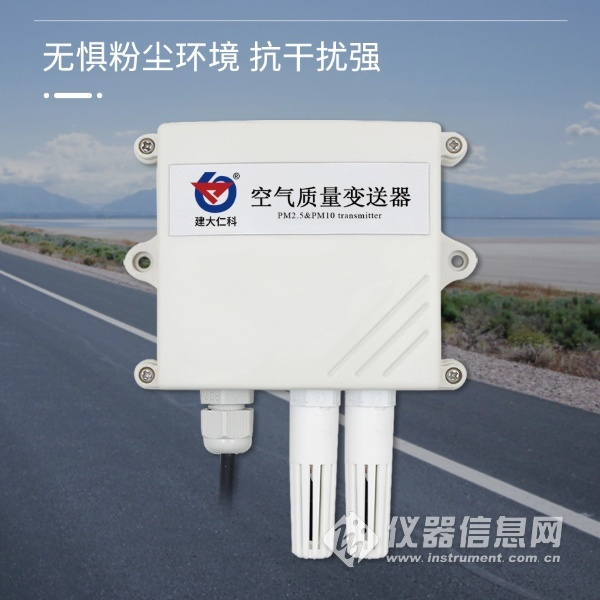 无惧粉尘环境 抗干扰强
®
建大仁科
空气质量变送器
PM2.5&PM10 transmitter
仪器信息网
www.instrument.com.cn